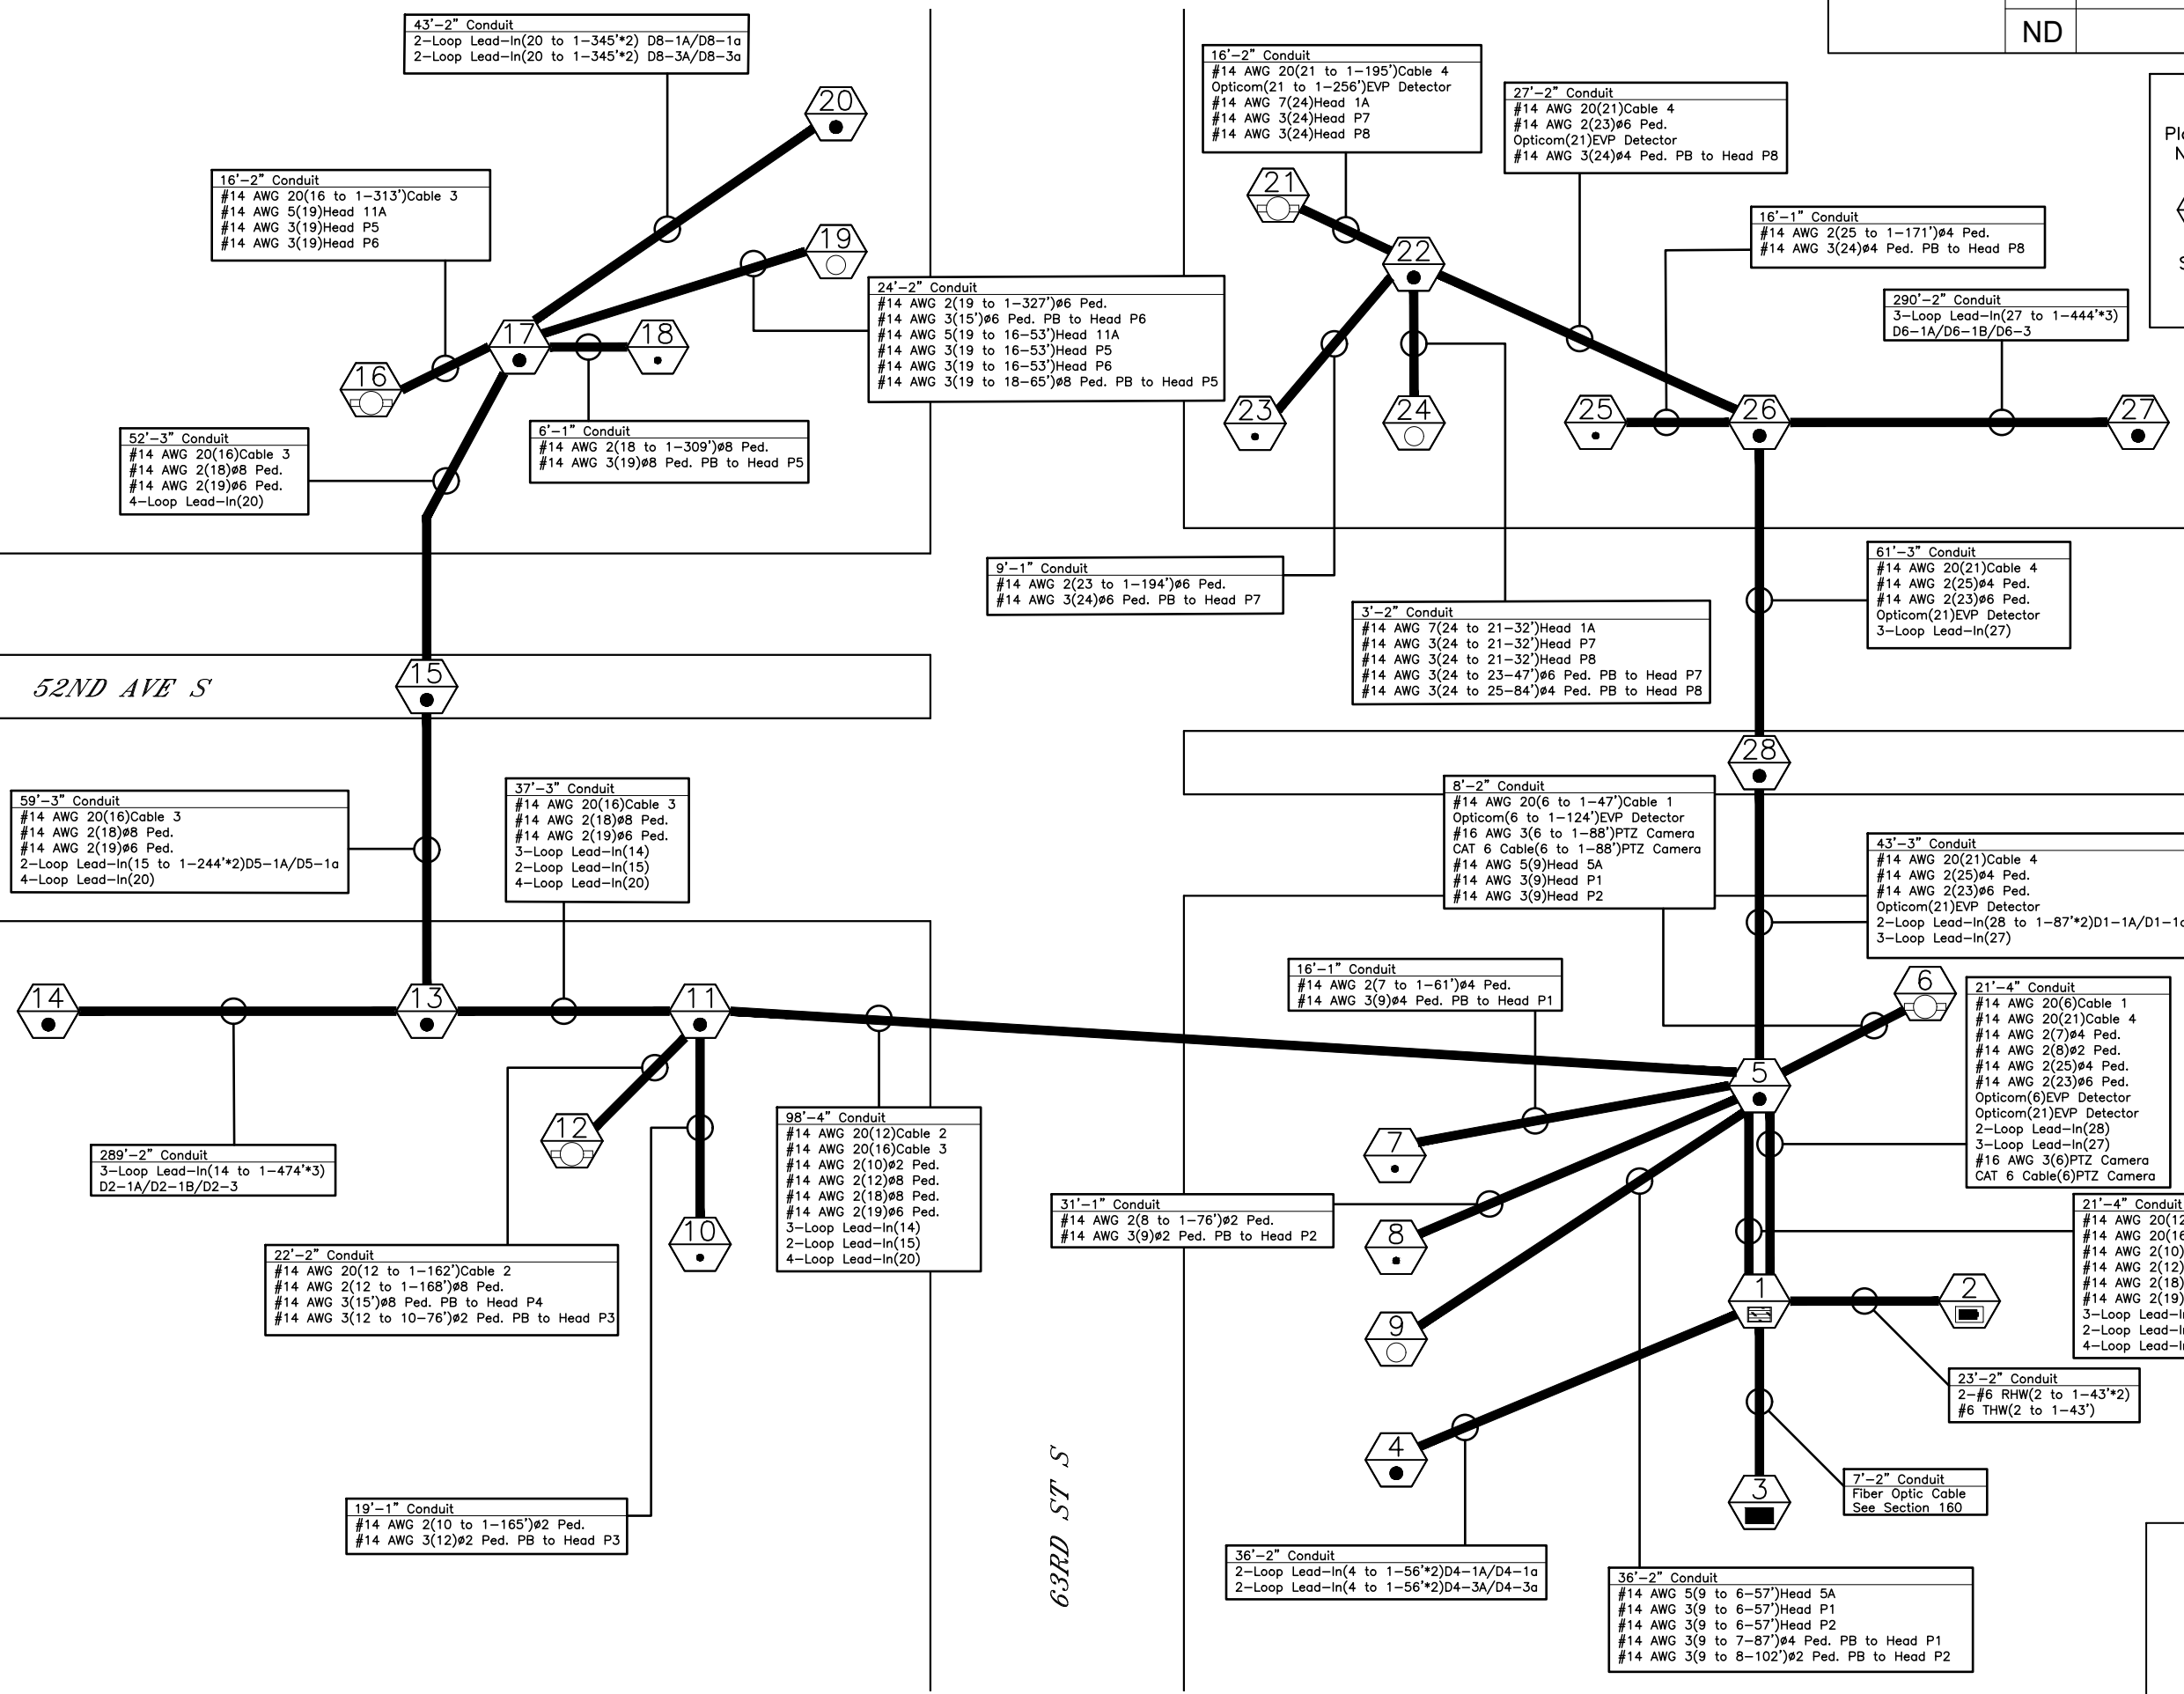 43'-2" Conduit
2-Loop Lead-In(20 to 1-345'*2) D8-1A/D8-1a
2-Loop Lead-In(20 to 1-345'*2) D8-3A/D8-3a
16'-2" Conduit
#14 AWG 20(21 to 1-195')Cable 4
Opticom(21 to 1-256')EVP Detector
#14 AWG 7(24)Head 1A
#14 AWG 3(24)Head P7
#14 AWG 3(24)Head P8
ND
27'-2" Conduit
#14 AWG 20(21)Cable 4
#14 AWG 2(23)ø6 Ped.
Opticom(21)EVP Detector
#14 AWG 3(24)ø4 Ped. PB to Head P8
20
16'-2" Conduit
#14 AWG 20(16 to 1-313')Cable 3
#14 AWG 5(19)Head 11A
#14 AWG 3(19)Head P5
#14 AWG 3(19)Head P6
21
16'-1" Conduit
#14 AWG 2(25 to 1-171')ø4 Ped.
#14 AWG 3(24)ø4 Ped. PB to Head P8
19
22
24'-2" Conduit
#14 AWG 2(19 to 1-327')ø6 Ped.
#14 AWG 3(15')ø6 Ped. PB to Head P6
#14 AWG 5(19 to 16-53')Head 11A
#14 AWG 3(19 to 16-53')Head P5
#14 AWG 3(19 to 16-53')Head P6
#14 AWG 3(19 to 18-65')ø8 Ped. PB to Head P5
290'-2" Conduit
3-Loop Lead-In(27 to 1-444'*3)
D6-1A/D6-1B/D6-3
17
18
16
23
24
25
26
27
52'-3" Conduit
#14 AWG 20(16)Cable 3
#14 AWG 2(18)ø8 Ped.
#14 AWG 2(19)ø6 Ped.
4-Loop Lead-In(20)
6'-1" Conduit
#14 AWG 2(18 to 1-309')ø8 Ped.
#14 AWG 3(19)ø8 Ped. PB to Head P5
9'-1" Conduit
#14 AWG 2(23 to 1-194')ø6 Ped.
#14 AWG 3(24)ø6 Ped. PB to Head P7
61'-3" Conduit
#14 AWG 20(21)Cable 4
#14 AWG 2(25)ø4 Ped.
#14 AWG 2(23)ø6 Ped.
Opticom(21)EVP Detector
3-Loop Lead-In(27)
3'-2" Conduit
#14 AWG 7(24 to 21-32')Head 1A
#14 AWG 3(24 to 21-32')Head P7
#14 AWG 3(24 to 21-32')Head P8
#14 AWG 3(24 to 23-47')ø6 Ped. PB to Head P7
#14 AWG 3(24 to 25-84')ø4 Ped. PB to Head P8
52ND AVE S
15
28
59'-3" Conduit
#14 AWG 20(16)Cable 3
#14 AWG 2(18)ø8 Ped.
#14 AWG 2(19)ø6 Ped.
2-Loop Lead-In(15 to 1-244'*2)D5-1A/D5-1a
4-Loop Lead-In(20)
37'-3" Conduit
#14 AWG 20(16)Cable 3
#14 AWG 2(18)ø8 Ped.
#14 AWG 2(19)ø6 Ped.
3-Loop Lead-In(14)
2-Loop Lead-In(15)
4-Loop Lead-In(20)
8'-2" Conduit
#14 AWG 20(6 to 1-47')Cable 1
Opticom(6 to 1-124')EVP Detector
#16 AWG 3(6 to 1-88')PTZ Camera
CAT 6 Cable(6 to 1-88')PTZ Camera
#14 AWG 5(9)Head 5A
#14 AWG 3(9)Head P1
#14 AWG 3(9)Head P2
43'-3" Conduit
#14 AWG 20(21)Cable 4
#14 AWG 2(25)ø4 Ped.
#14 AWG 2(23)ø6 Ped.
Opticom(21)EVP Detector
2-Loop Lead-In(28 to 1-87'*2)D1-1A/D1-1
3-Loop Lead-In(27)
14
13
11
16'-1" Conduit
#14 AWG 2(7 to 1-61')ø4 Ped.
#14 AWG 3(9)ø4 Ped. PB to Head P1
6
21'-4" Conduit
#14 AWG 20(6)Cable 1
#14 AWG 20(21)Cable 4
#14 AWG 2(7)ø4 Ped.
#14 AWG 2(8)ø2 Ped.
#14 AWG 2(25)ø4 Ped.
#14 AWG 2(23)ø6 Ped.
Opticom(6)EVP Detector
Opticom(21)EVP Detector
2-Loop Lead-In(28)
3-Loop Lead-In(27)
#16 AWG 3(6)PTZ Camera
CAT 6 Cable(6)PTZ Camera
5
12
7
98'-4" Conduit
#14 AWG 20(12)Cable 2
#14 AWG 20(16)Cable 3
#14 AWG 2(10)ø2 Ped.
#14 AWG 2(12)ø8 Ped.
#14 AWG 2(18)ø8 Ped.
#14 AWG 2(19)ø6 Ped.
3-Loop Lead-In(14)
2-Loop Lead-In(15)
4-Loop Lead-In(20)
289'-2" Conduit
3-Loop Lead-In(14 to 1-474'*3)
D2-1A/D2-1B/D2-3
31'-1" Conduit
#14 AWG 2(8 to 1-76')ø2 Ped.
#14 AWG 3(9)ø2 Ped. PB to Head P2
10
8
21'-4" Conduit
#14 AWG 20(12
#14 AWG 20(16
#14 AWG 2(10)
#14 AWG 2(12)
#14 AWG 2(18)
#14 AWG 2(19)
3-Loop Lead-I
2-Loop Lead-I
4-Loop Lead-I
22'-2" Conduit
#14 AWG 20(12 to 1-162')Cable 2
#14 AWG 2(12 to 1-168')ø8 Ped.
#14 AWG 3(15')ø8 Ped. PB to Head P4
#14 AWG 3(12 to 10-76')ø2 Ped. PB to Head P3
1
2
9
23'-2" Conduit
2-#6 RHW(2 to 1-43'*2)
#6 THW(2 to 1-43')
4
3
7'-2" Conduit
Fiber Optic Cable
See Section 160
19'-1" Conduit
#14 AWG 2(10 to 1-165')ø2 Ped.
#14 AWG 3(12)ø2 Ped. PB to Head P3
63RD ST S
36'-2" Conduit
2-Loop Lead-In(4 to 1-56'*2)D4-1A/D4-1a
2-Loop Lead-In(4 to 1-56'*2)D4-3A/D4-3a
36'-2" Conduit
#14 AWG 5(9 to 6-57')Head 5A
#14 AWG 3(9 to 6-57')Head P1
#14 AWG 3(9 to 6-57')Head P2
#14 AWG 3(9 to 7-87')ø4 Ped. PB to Head P1
#14 AWG 3(9 to 8-102')ø2 Ped. PB to Head P2